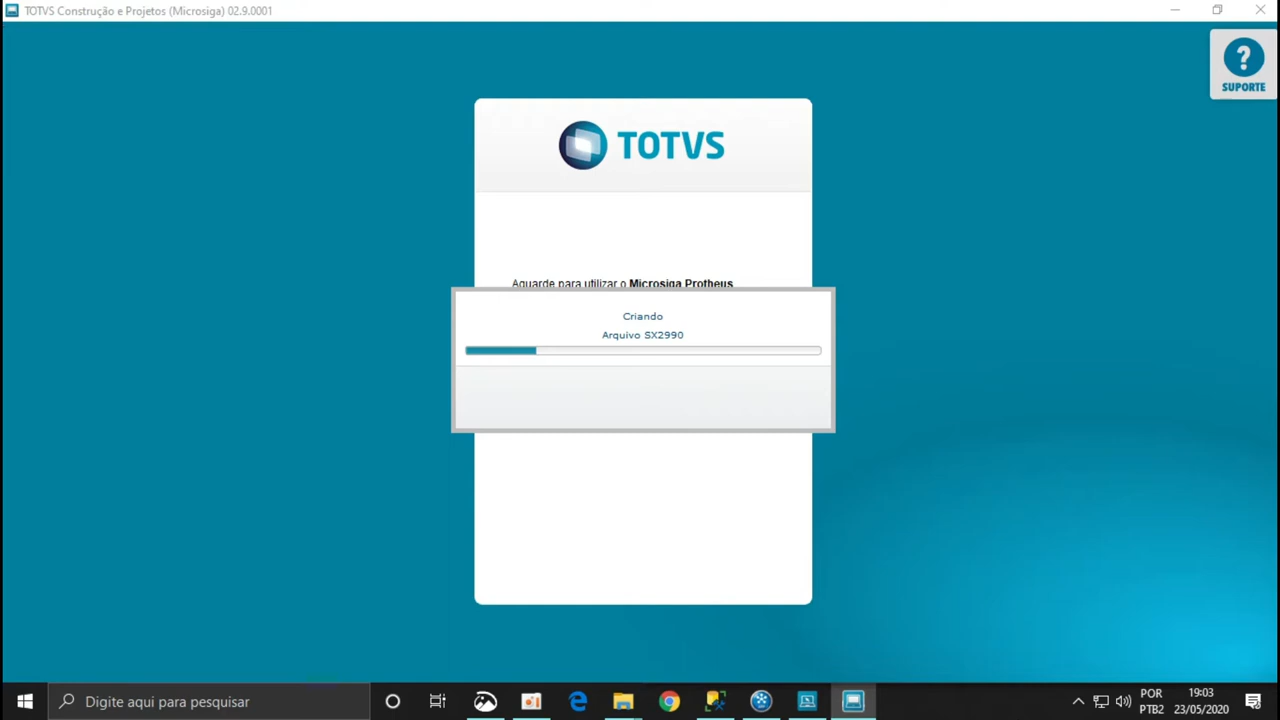 TOTVS Construção e Projetos (Microsiga) 02.9.0001
?
SUPORTE
TOTVS
Aguarde para utilizar o Microsiga Protheus
Criando
Arquivo SX2990
Digite aqui para pesquisar
POR
PTB2
19:03
23/05/2020